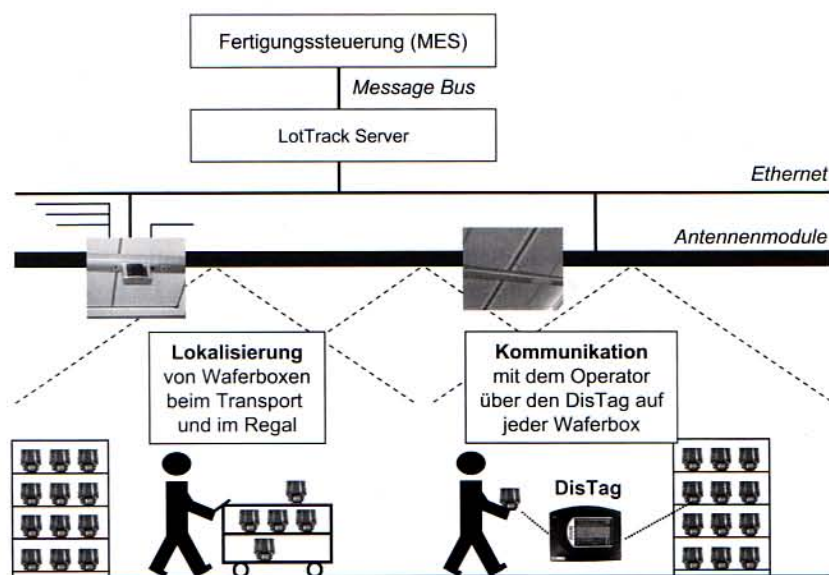 Fertigungssteuerung (MES)
Message Bus
LotTrack Server
Ethernet
Antennenmodule
Lokalisierung
von Waferboxen
beim Transport
und im Regal
Kommunikation
mit dem Operator
über den DisTag auf
jeder Waferbox
DisTag